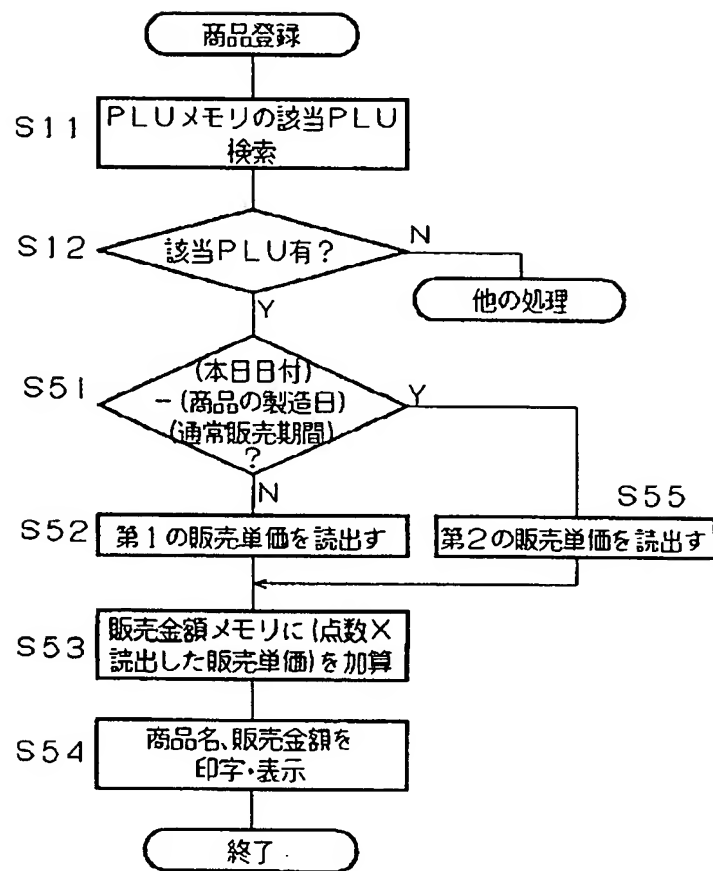 商品登録
S11
PLUメモリの該当PLU
検索
S12
該当PLU有?
N
他の処理
Y
S51
(本日日付)
－(商品の製造日)
(通常販売期間)
?
Y
N
S52
第1の販売単価を読出す
S55
第2の販売単価を読出す
S53
販売金額メモリに(点数×
読出した販売単価)を加算
S54
商品名、販売金額を
印字・表示
終了